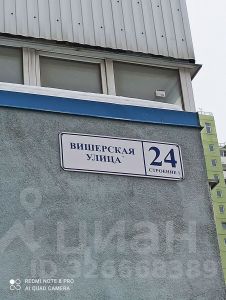 ВИШЕРСКАЯ
УЛИЦА
24
СТРОЕНИЕ 1
ЦИАН
REDMI NOTE 8 PRO
AI QUAD CAMERA